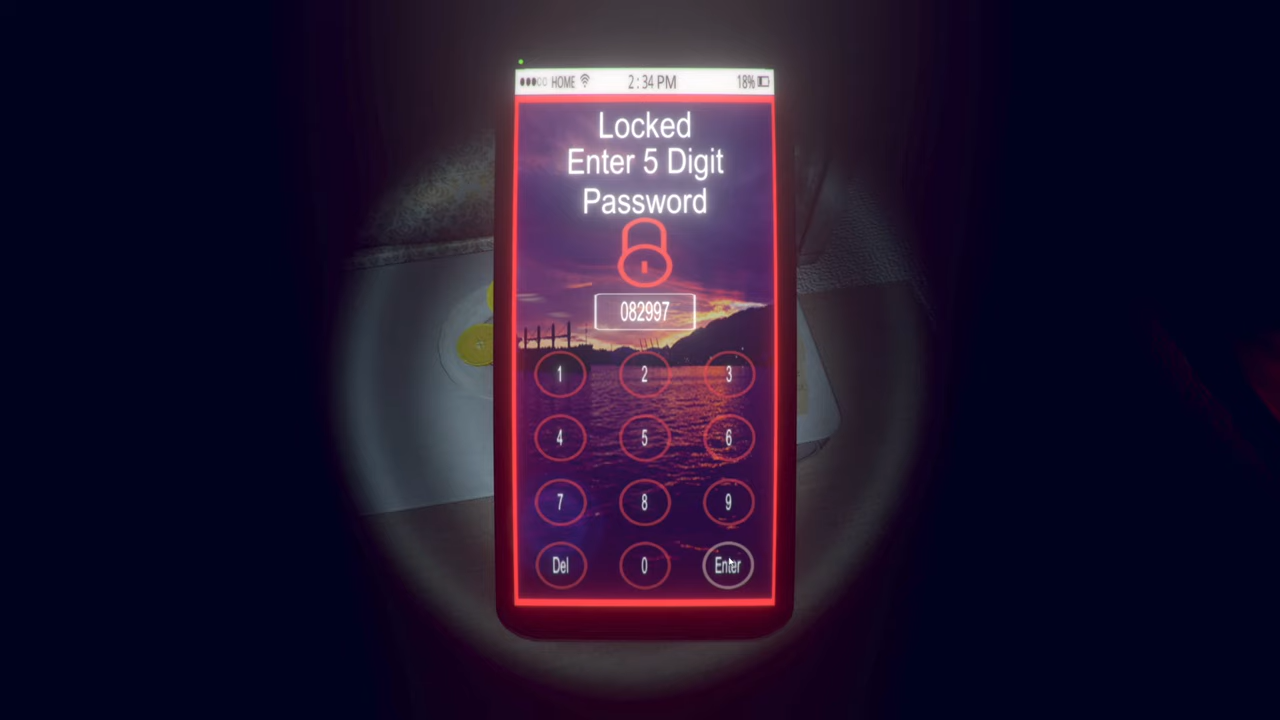 HOME 2:34 PM 18%
Locked
Enter 5 Digit
Password
082997
1 2 3
4 5 6
7 8 9
Del 0 Enter